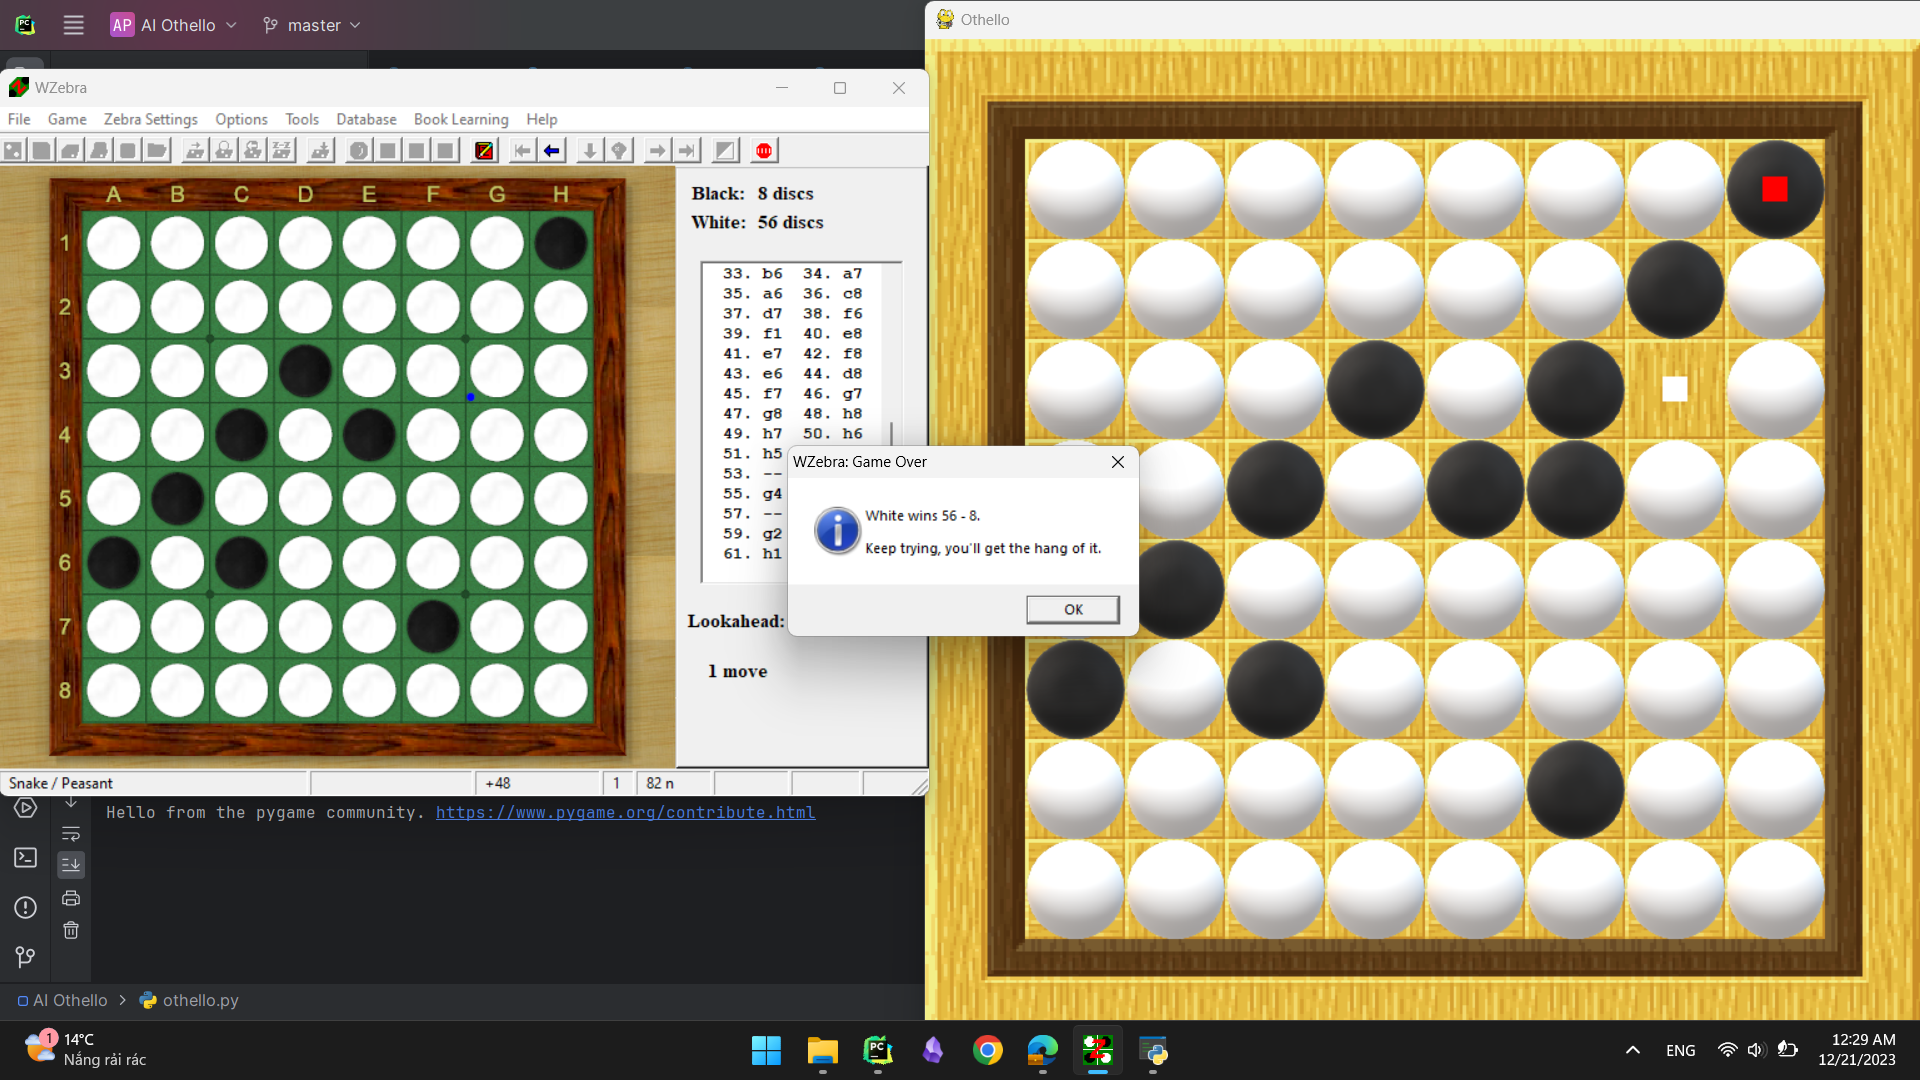 PC
AP AI Othello
master
Othello
WZebra
File Game Zebra Settings Options Tools Database Book Learning Help
A B C D E F G H
1
2
3
4
5
6
7
8
Black: 8 discs
White: 56 discs
33. b6 34. a7
35. a6 36. c8
37. d7 38. f6
39. f1 40. e8
41. e7 42. f8
43. e6 44. d8
45. f7 46. g7
47. g8 48. h8
49. h7 50. h6
51. h5
53. --
55. g4
57. --
59. g2
61. h1
Lookahead:
1 move
WZebra: Game Over
White wins 56 - 8.
Keep trying, you'll get the hang of it.
OK
Snake / Peasant +48 1 82 n
Hello from the pygame community. https://www.pygame.org/contribute.html
AI Othello > othello.py
1
14°C
Nắng rải rác
PC
ENG
12:29 AM
12/21/2023